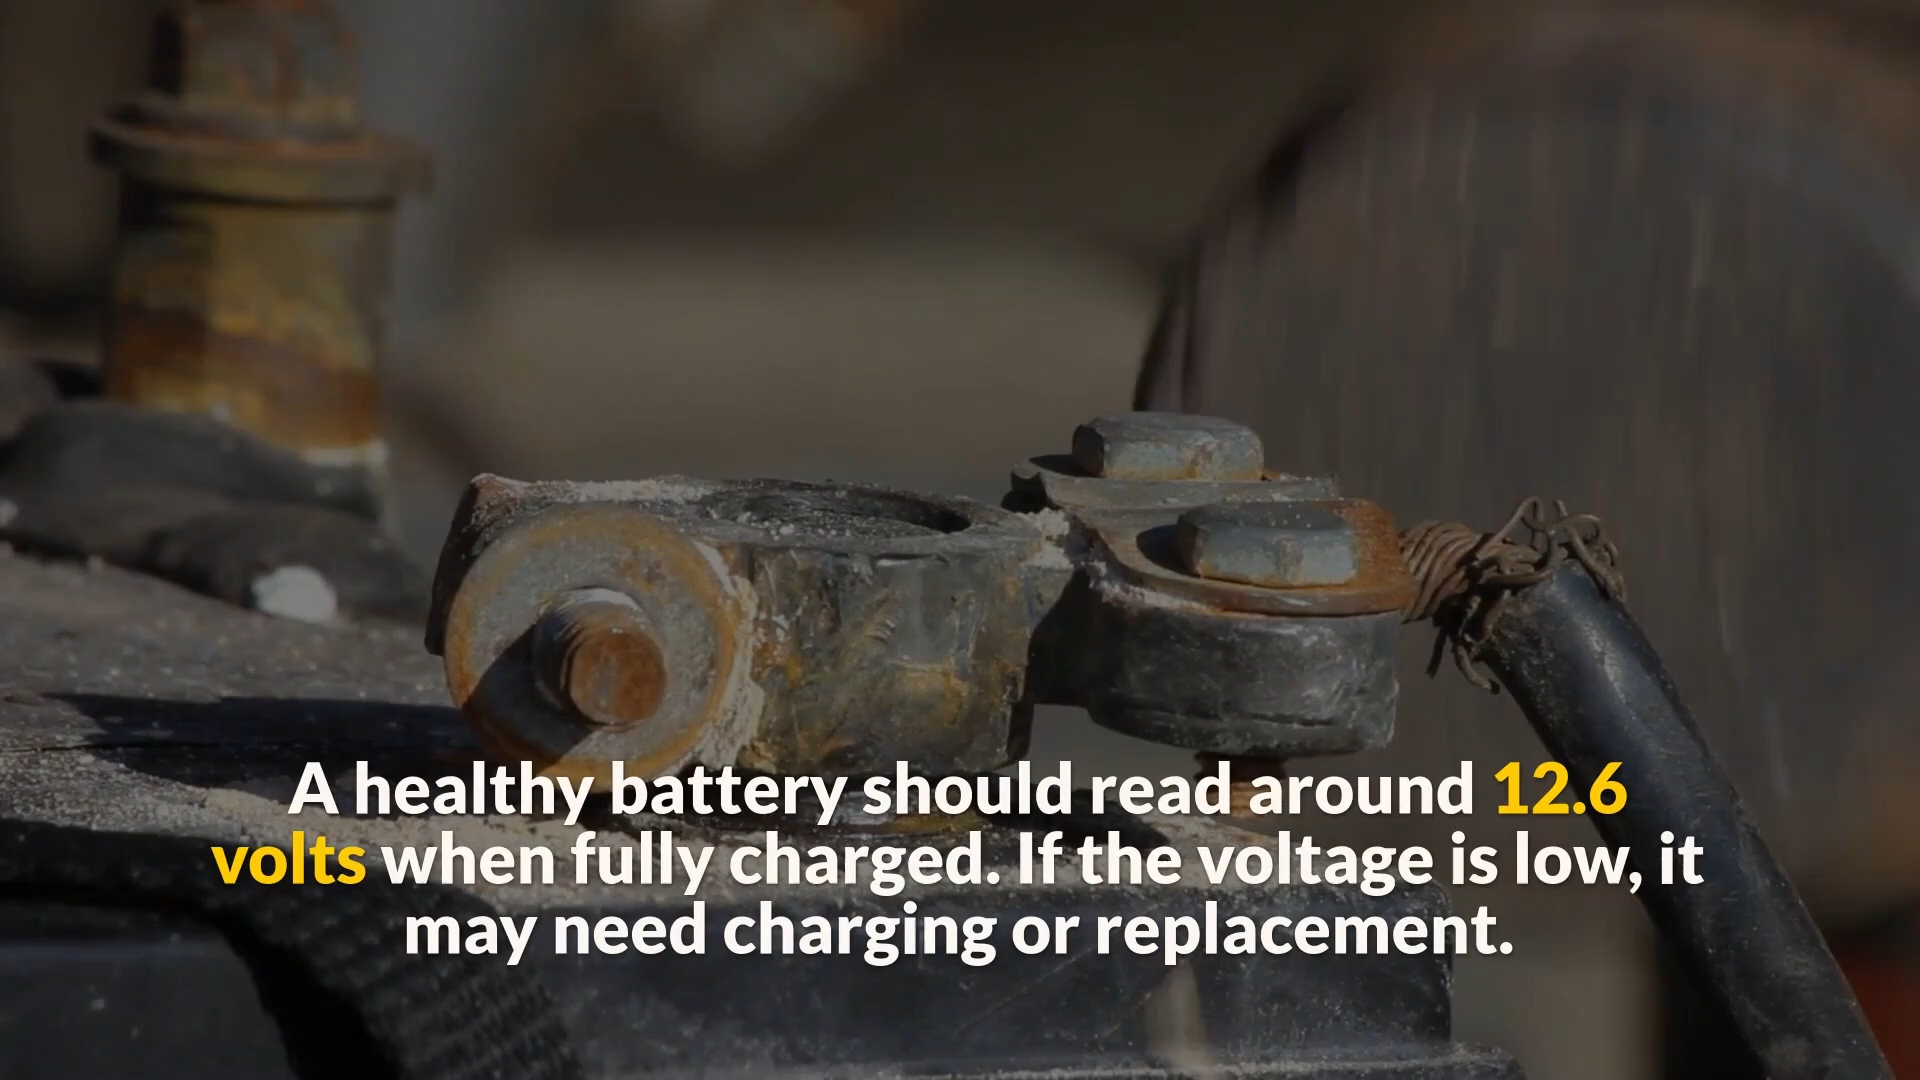 A healthy battery should read around 12.6
volts when fully charged. If the voltage is low, it
may need charging or replacement.